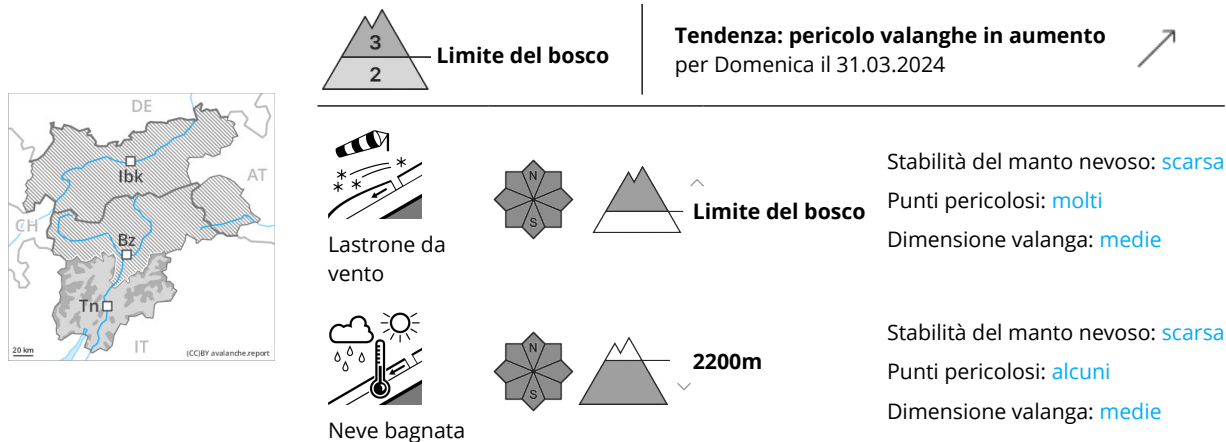 DE
AT
CH
IT
Ibk
Bz
Tn
20 km
(CC)BY avalanche.report
3
2
Limite del bosco
Tendenza: pericolo valanghe in aumento
per Domenica il 31.03.2024
Lastrone da
vento
N
S
Limite del bosco
Stabilità del manto nevoso: scarsa
Punti pericolosi: molti
Dimensione valanga: medie
Neve bagnata
N
S
2200m
Stabilità del manto nevoso: scarsa
Punti pericolosi: alcuni
Dimensione valanga: medie